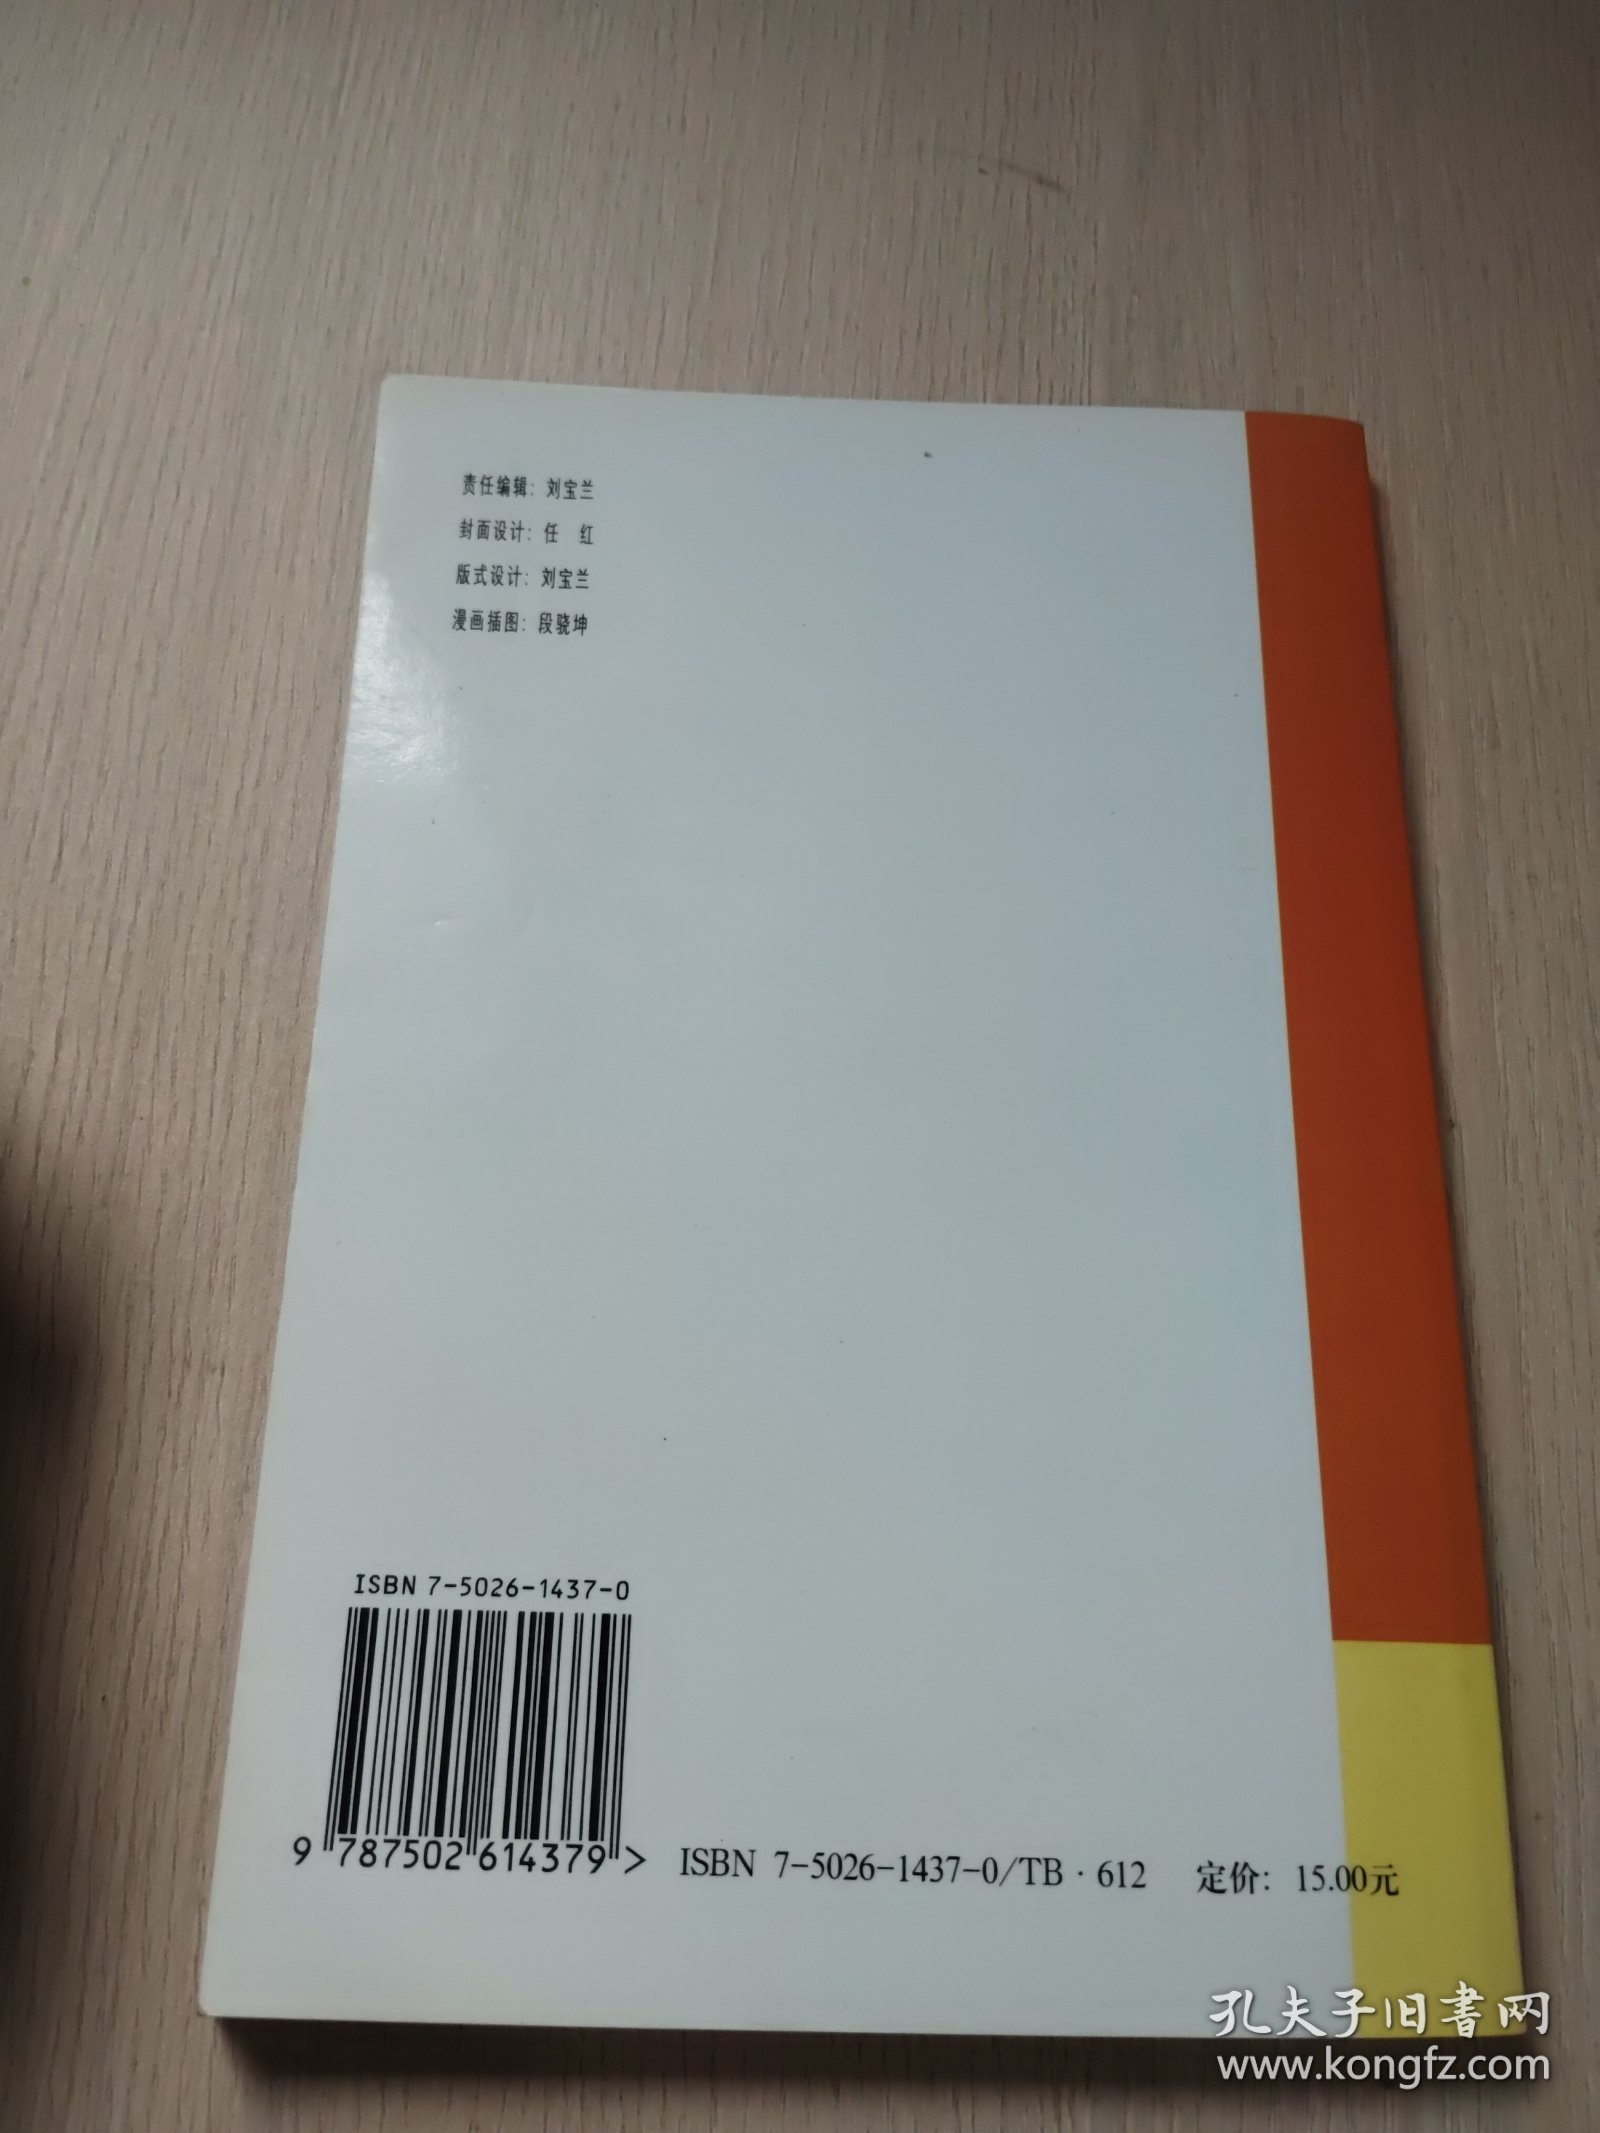 责任编辑：刘宝兰
封面设计：任　红
版式设计：刘宝兰
漫画插图：段骁坤
ISBN 7-5026-1437-0
9 787502 614379 >
ISBN 7-5026-1437-0/TB·612 定价：15.00元
孔夫子旧書网
www.kongfz.com